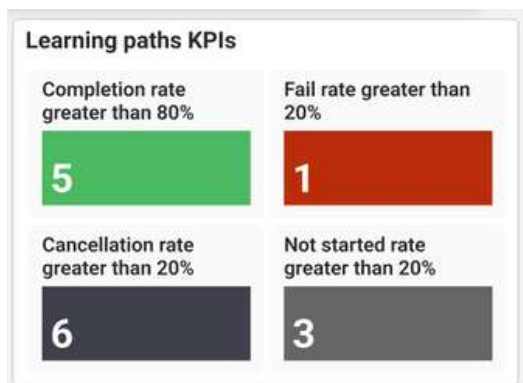 Learning paths KPIs
Completion rate
greater than 80%
5
Fail rate greater than
20%
1
Cancellation rate
greater than 20%
6
Not started rate
greater than 20%
3